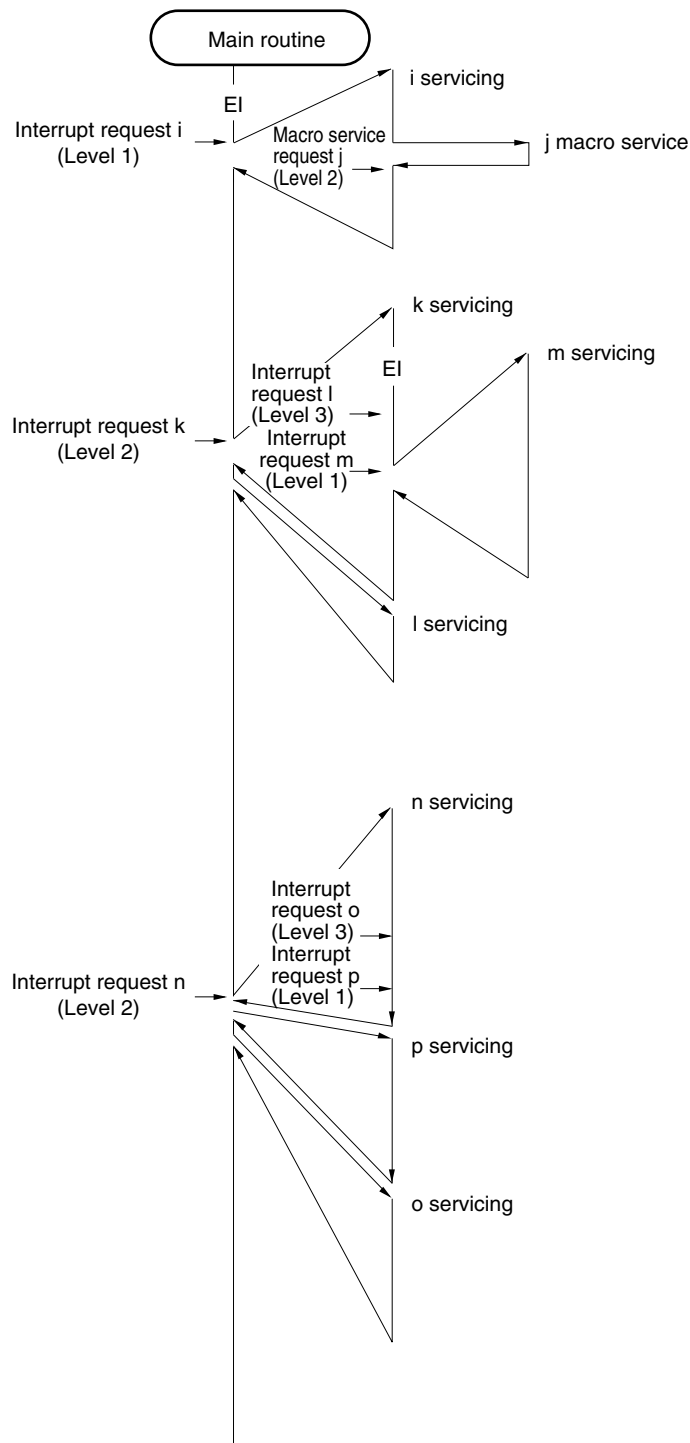 Main routine
EI
i servicing
Interrupt request i
(Level 1)
Macro service
request j
(Level 2)
j macro service
k servicing
EI
m servicing
Interrupt
request l
(Level 3)
Interrupt request k
(Level 2)
Interrupt
request m
(Level 1)
l servicing
n servicing
Interrupt
request o
(Level 3)
Interrupt
request p
(Level 1)
Interrupt request n
(Level 2)
p servicing
o servicing